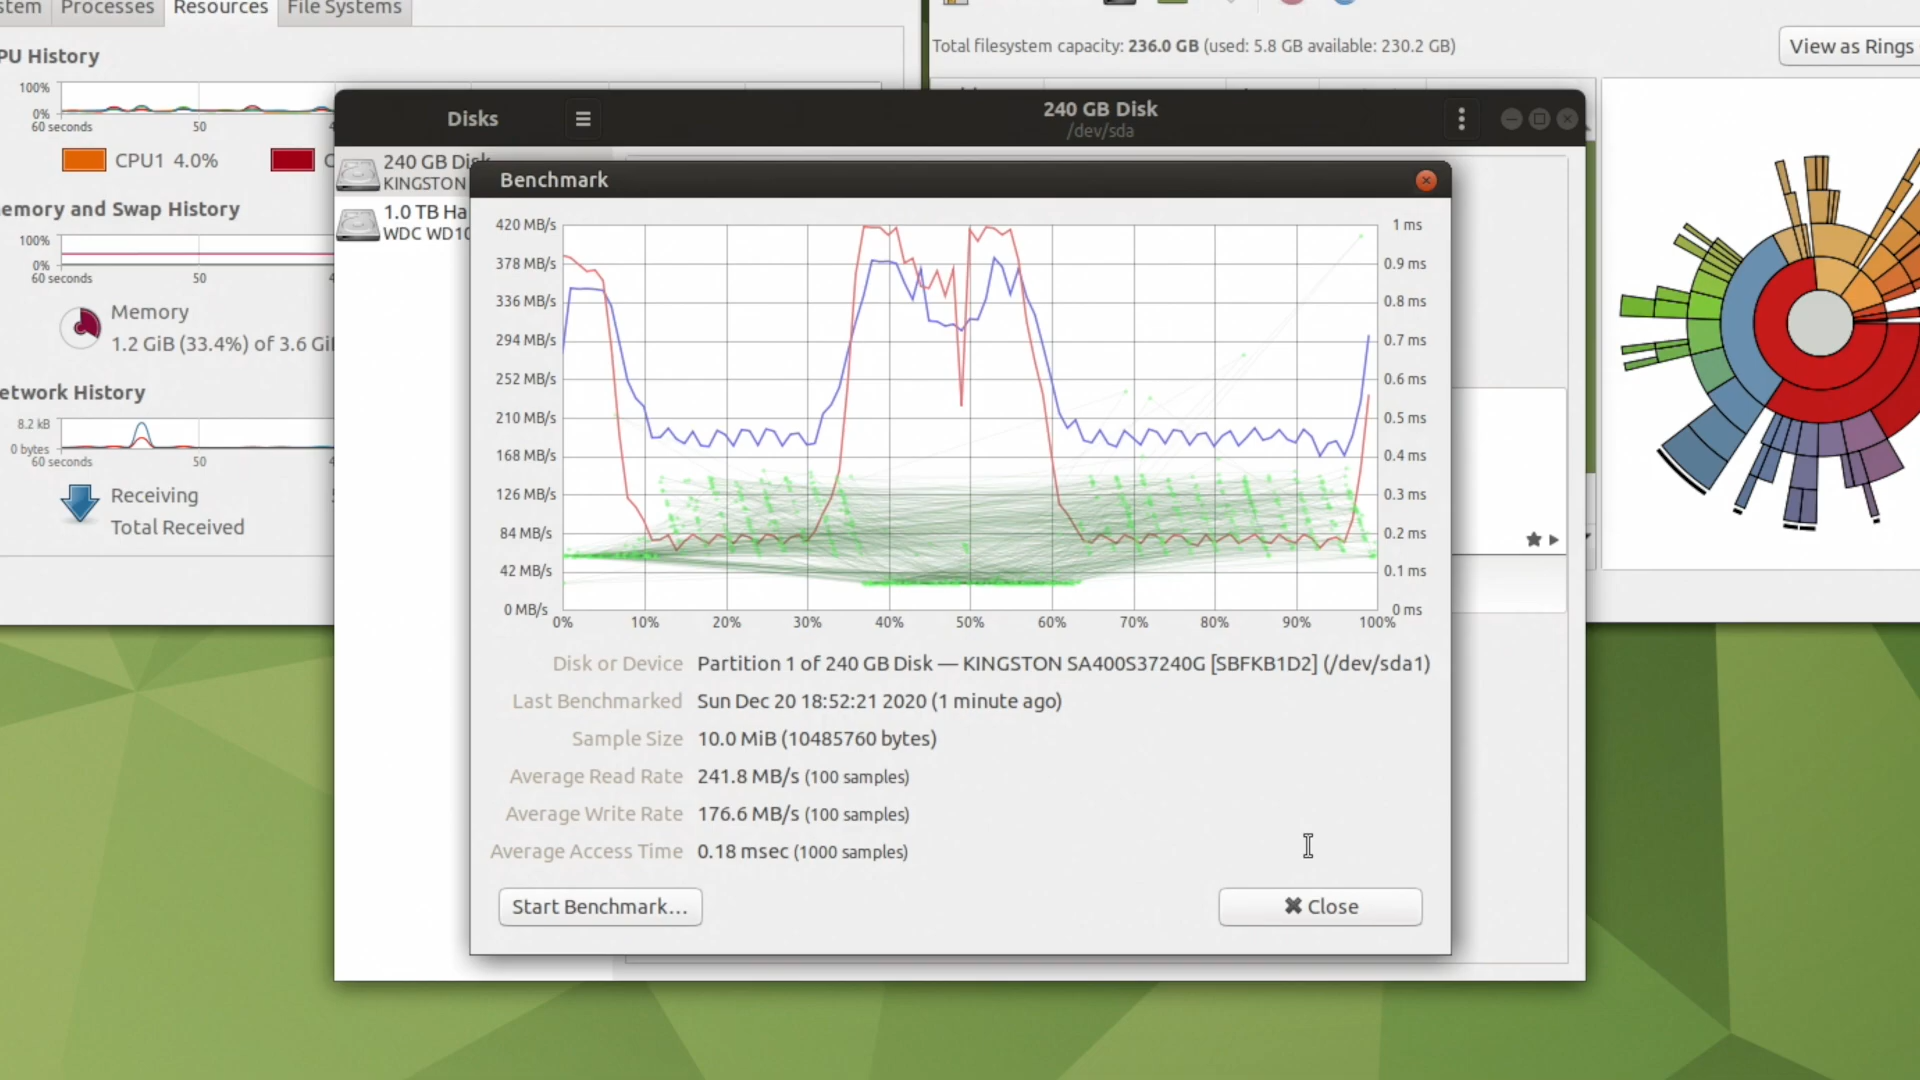 stem
Processes
Resources
File Systems
PU History
100%
0%
60 seconds
50
4
CPU1 4.0%
C
emory and Swap History
100%
0%
60 seconds
50
4
Memory
1.2 GiB (33.4%) of 3.6 Gi
etwork History
8.2 kB
0 bytes
60 seconds
50
4
Receiving
Total Received
Total filesystem capacity: 236.0 GB (used: 5.8 GB available: 230.2 GB)
View as Rings
Disks
240 GB Disk
/dev/sda
240 GB Disk
KINGSTON
1.0 TB Ha
WDC WD10
Benchmark
420 MB/s
378 MB/s
336 MB/s
294 MB/s
252 MB/s
210 MB/s
168 MB/s
126 MB/s
84 MB/s
42 MB/s
0 MB/s
1 ms
0.9 ms
0.8 ms
0.7 ms
0.6 ms
0.5 ms
0.4 ms
0.3 ms
0.2 ms
0.1 ms
0 ms
0% 10% 20% 30% 40% 50% 60% 70% 80% 90% 100%
Disk or Device Partition 1 of 240 GB Disk — KINGSTON SA400S37240G [SBFKB1D2] (/dev/sda1)
Last Benchmarked Sun Dec 20 18:52:21 2020 (1 minute ago)
Sample Size 10.0 MiB (10485760 bytes)
Average Read Rate 241.8 MB/s (100 samples)
Average Write Rate 176.6 MB/s (100 samples)
Average Access Time 0.18 msec (1000 samples)
Start Benchmark...
Close